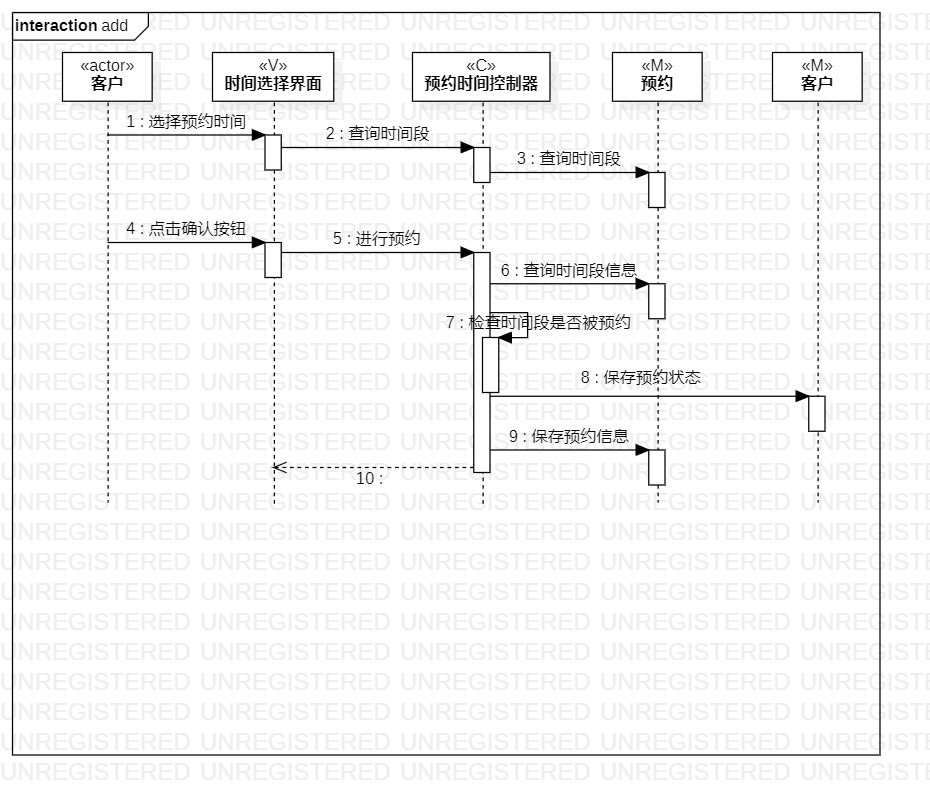 interaction add
«actor»
客户
«V»
时间选择界面
«C»
预约时间控制器
«M»
预约
«M»
客户
1 : 选择预约时间
2 : 查询时间段
3 : 查询时间段
4 : 点击确认按钮
5 : 进行预约
6 : 查询时间段信息
7 : 检查时间段是否被预约
8 : 保存预约状态
9 : 保存预约信息
10 :
UNREGISTERED